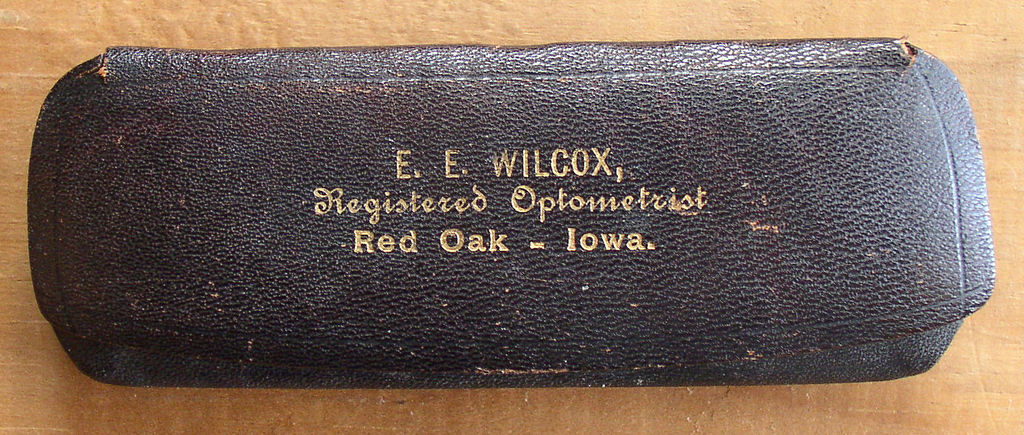 E. E. WILCOX,
Registered Optometrist
Red Oak - Iowa.